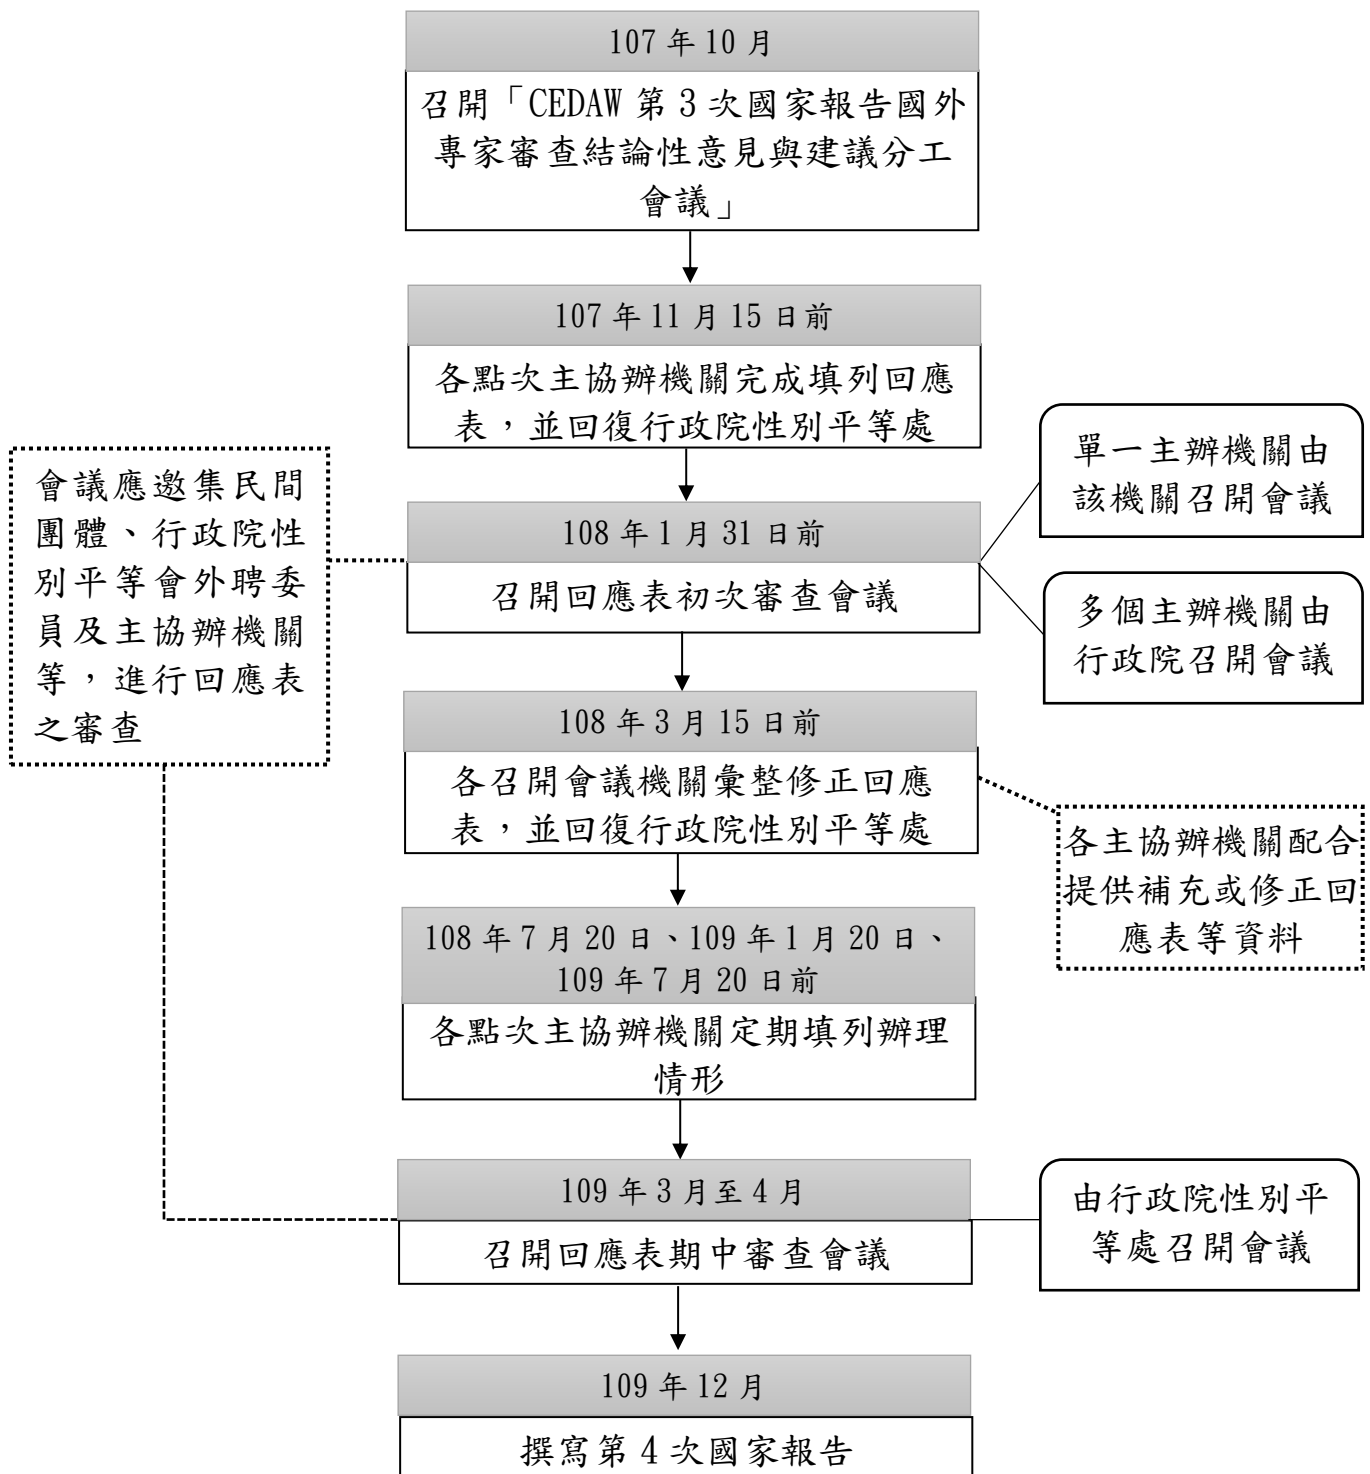 107 年 10 月
召開「CEDAW 第 3 次國家報告國外
專家審查結論性意見與建議分工
會議」
107 年 11 月 15 日前
各點次主協辦機關完成填列回應
表，並回復行政院性別平等處
單一主辦機關由
該機關召開會議
會議應邀集民間
團體、行政院性
別平等會外聘委
員及主協辦機關
等，進行回應表
之審查
108 年 1 月 31 日前
召開回應表初次審查會議
多個主辦機關由
行政院召開會議
108 年 3 月 15 日前
各召開會議機關彙整修正回應
表，並回復行政院性別平等處
各主協辦機關配合
提供補充或修正回
應表等資料
108 年 7 月 20 日、109 年 1 月 20 日、
109 年 7 月 20 日前
各點次主協辦機關定期填列辦理
情形
109 年 3 月至 4 月
召開回應表期中審查會議
由行政院性別平
等處召開會議
109 年 12 月
撰寫第 4 次國家報告